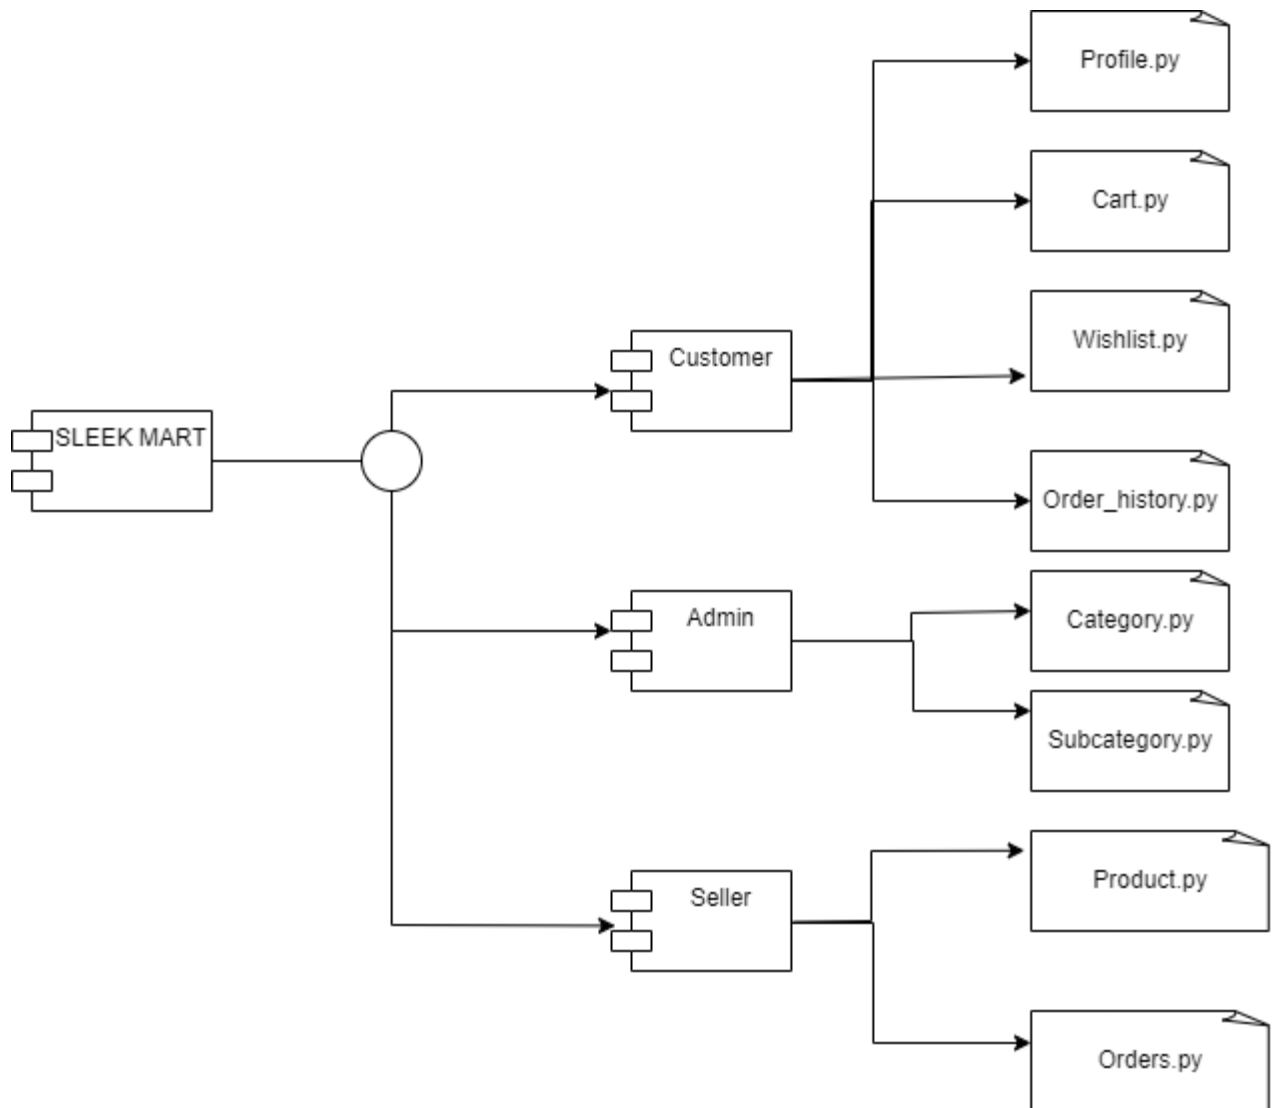 Profile.py
Cart.py
Wishlist.py
Customer
SLEEK MART
Order_history.py
Admin
Category.py
Subcategory.py
Product.py
Seller
Orders.py